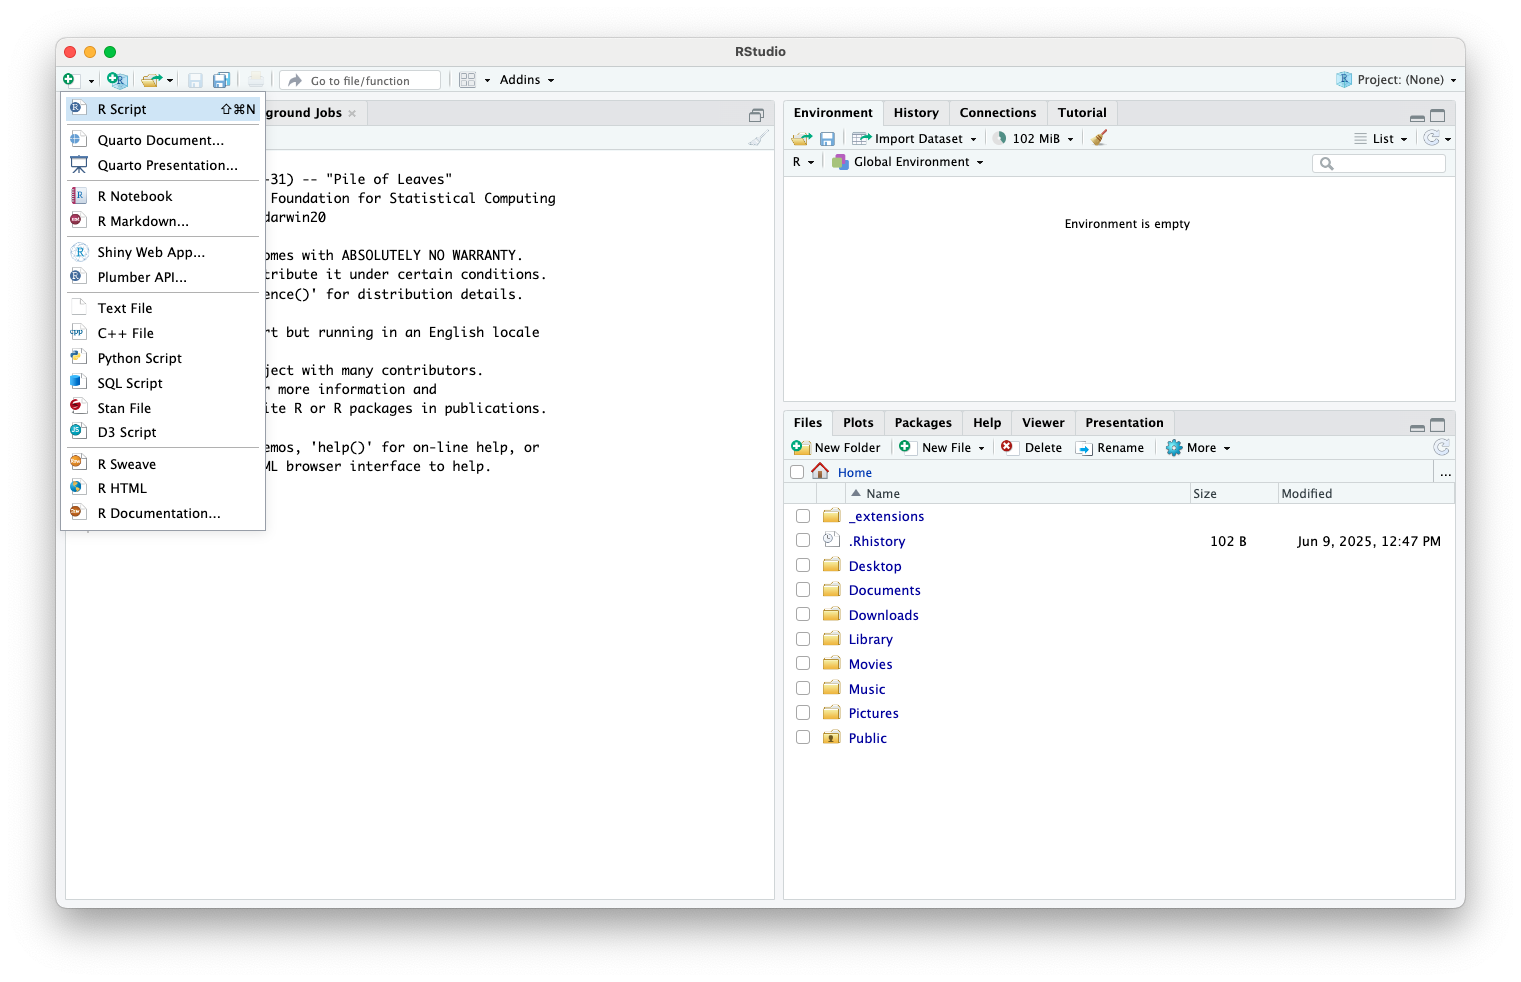 RStudio
Go to file/function
Addins
Project: (None)
R Script ⇧⌘N
Quarto Document...
Quarto Presentation...
R Notebook
R Markdown...
Shiny Web App...
Plumber API...
Text File
C++ File
Python Script
SQL Script
Stan File
D3 Script
R Sweave
R HTML
R Documentation...
ground Jobs
-31) -- "Pile of Leaves"
Foundation for Statistical Computing
darwin20
omes with ABSOLUTELY NO WARRANTY.
tribute it under certain conditions.
ence()' for distribution details.
rt but running in an English locale
ject with many contributors.
r more information and
ite R or R packages in publications.
emos, 'help()' for on-line help, or
ML browser interface to help.
Environment History Connections Tutorial
Import Dataset 102 MiB List
R Global Environment
Environment is empty
Files Plots Packages Help Viewer Presentation
New Folder New File Delete Rename More
Home ...
Name Size Modified
_extensions
.Rhistory 102 B Jun 9, 2025, 12:47 PM
Desktop
Documents
Downloads
Library
Movies
Music
Pictures
Public